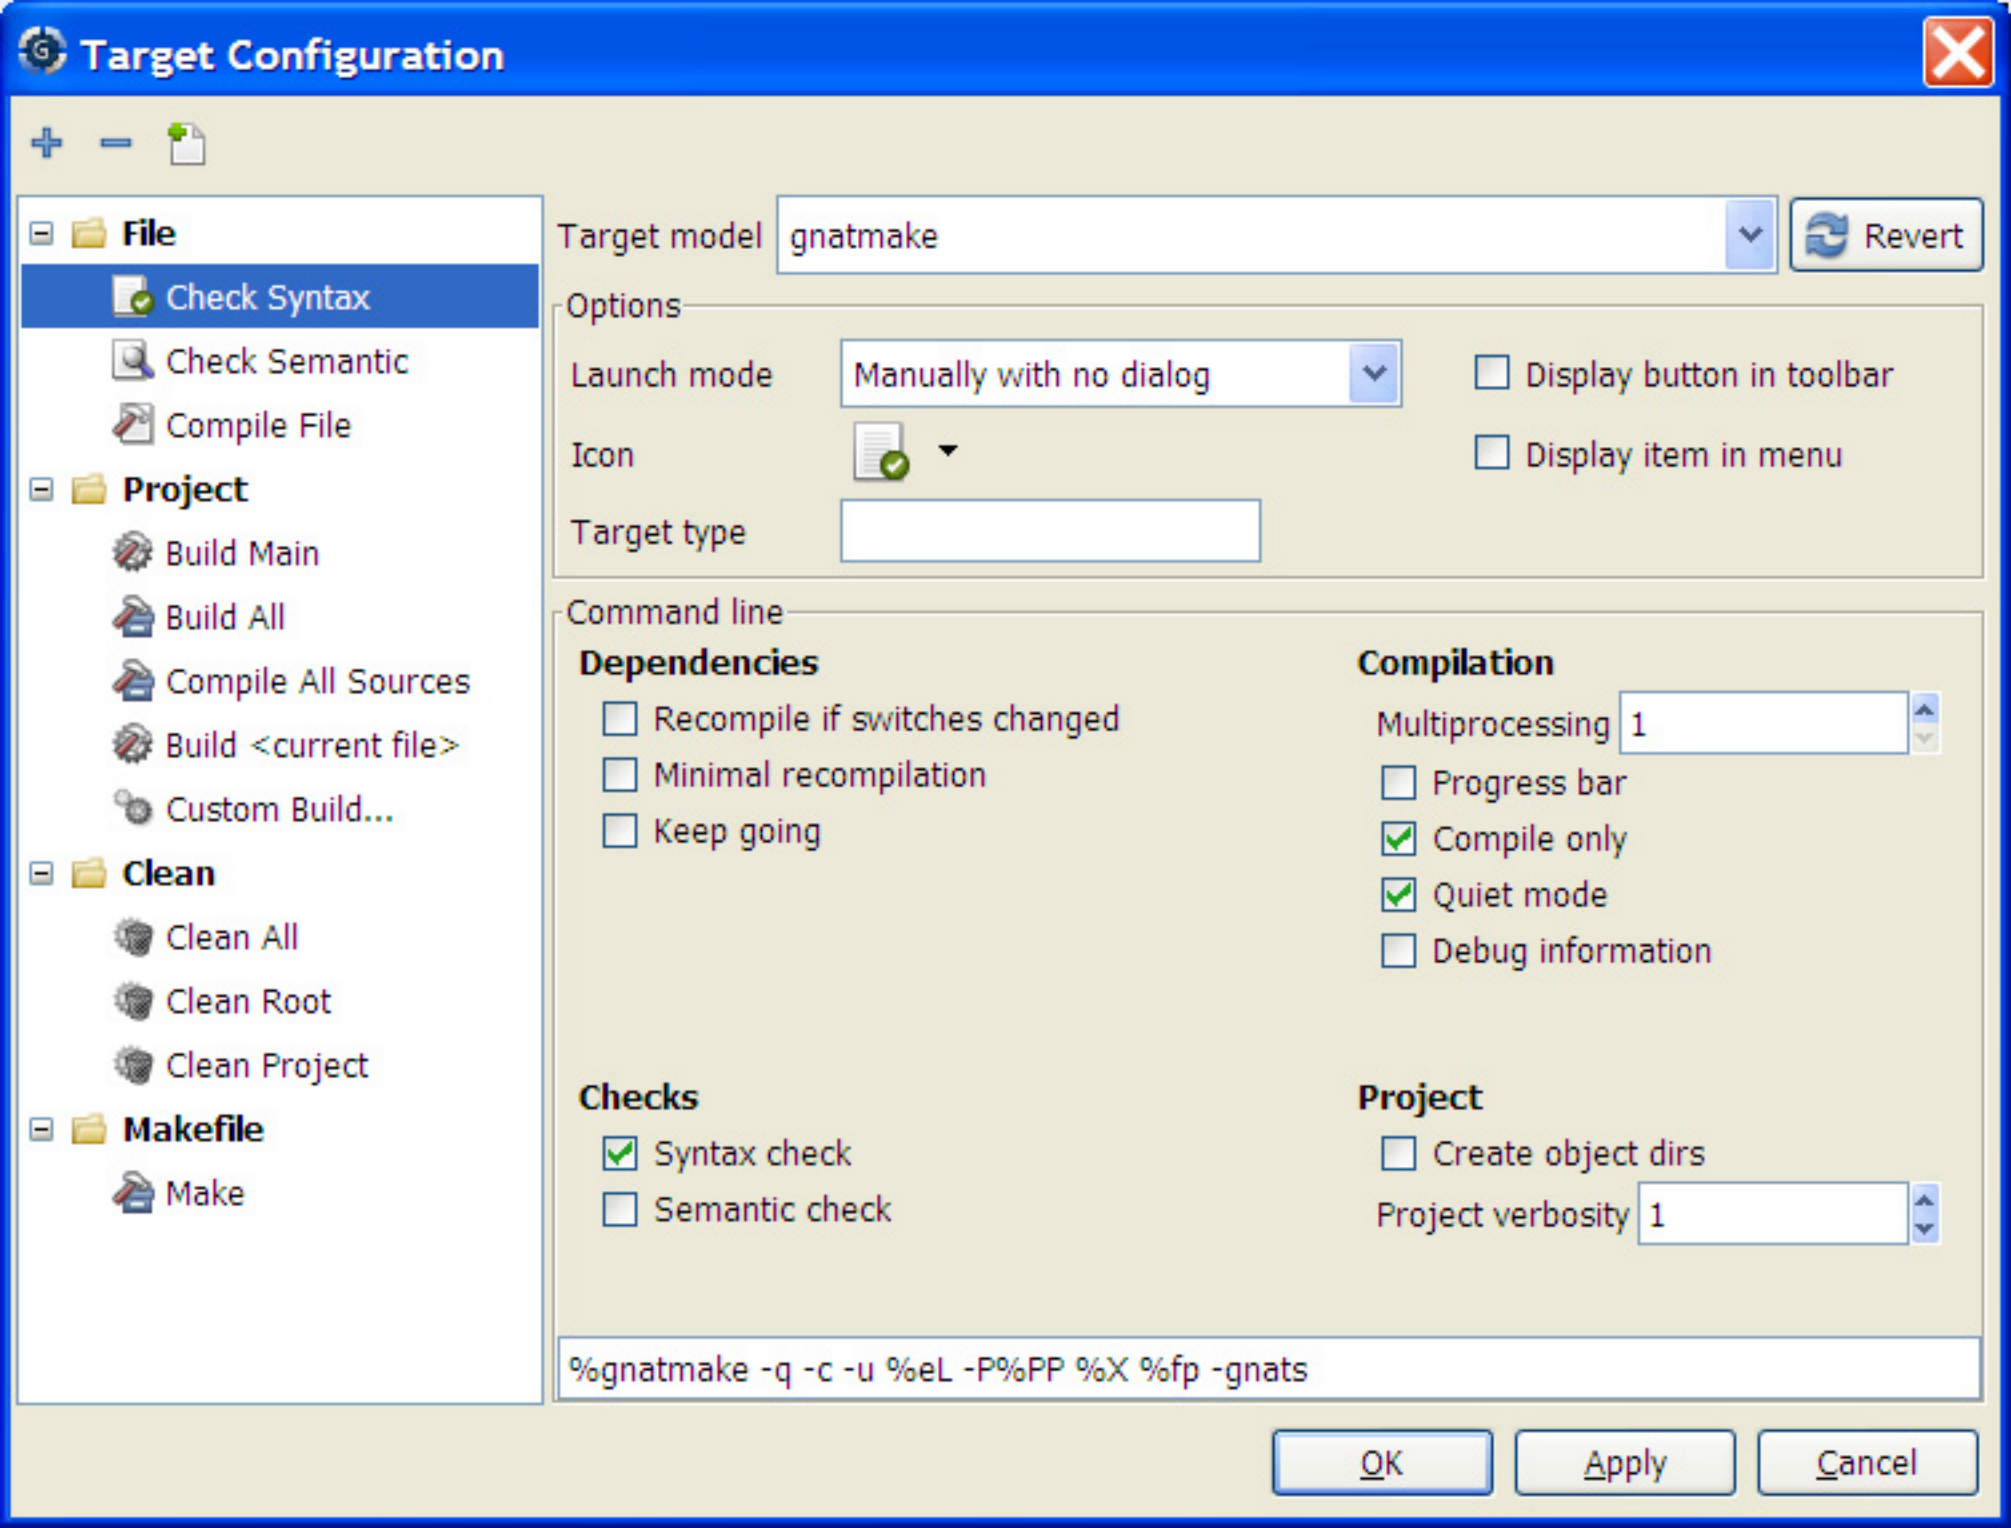 Target Configuration
File
Check Syntax
Check Semantic
Compile File
Project
Build Main
Build All
Compile All Sources
Build <current file>
Custom Build...
Clean
Clean All
Clean Root
Clean Project
Makefile
Make
Target model gnatmake Revert
Options
Launch mode Manually with no dialog Display button in toolbar
Icon Display item in menu
Target type
Command line
Dependencies
Recompile if switches changed
Minimal recompilation
Keep going
Compilation
Multiprocessing 1
Progress bar
Compile only
Quiet mode
Debug information
Checks
Syntax check
Semantic check
Project
Create object dirs
Project verbosity 1
%gnatmake -q -c -u %eL -P%PP %X %fp -gnats
OK Apply Cancel